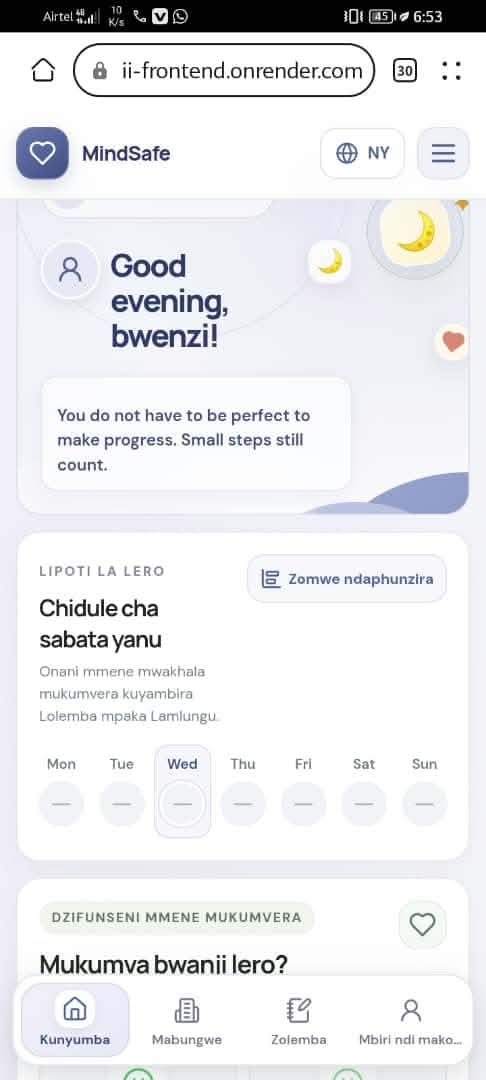 Airtel 4G 10 K/s 45 6:53
ii-frontend.onrender.com 30
MindSafe NY
Good
evening,
bwenzi!
You do not have to be perfect to
make progress. Small steps still
count.
LIPOTI LA LERO
Zomwe ndaphunzira
Chidule cha
sabata yanu
Onani mmene mwakhala
mukumvera kuyambira
Lolemba mpaka Lamlungu.
Mon Tue Wed Thu Fri Sat Sun
DZIFUNSENI MMENE MUKUMVERA
Mukumva bwanji lero?
Kunyumba Mabungwe Zolemba Mbiri ndi mako...